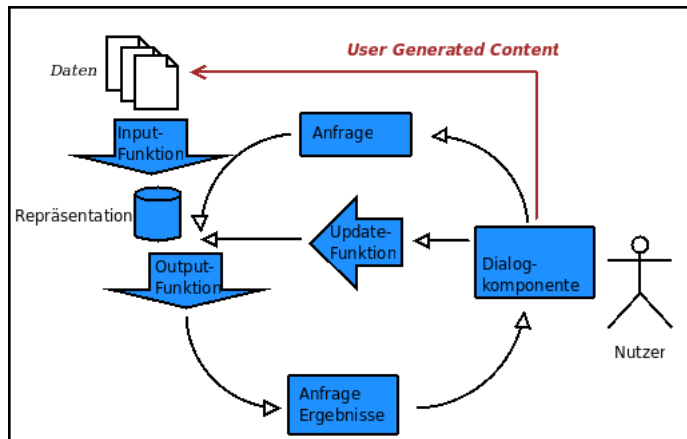 User Generated Content
Daten
Input-
Funktion
Anfrage
Repräsentation
Update-
Funktion
Output-
Funktion
Dialog-
komponente
Nutzer
Anfrage
Ergebnisse